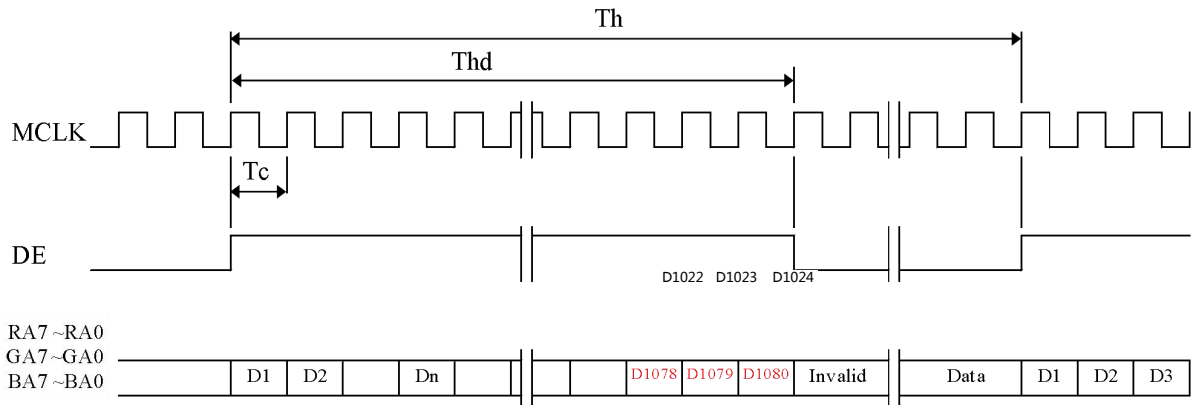 Th
Thd
MCLK
Tc
DE
D1022 D1023 D1024
RA7 ~RA0
GA7 ~GA0
BA7 ~BA0 D1 D2 Dn D1078 D1079 D1080 Invalid Data D1 D2 D3